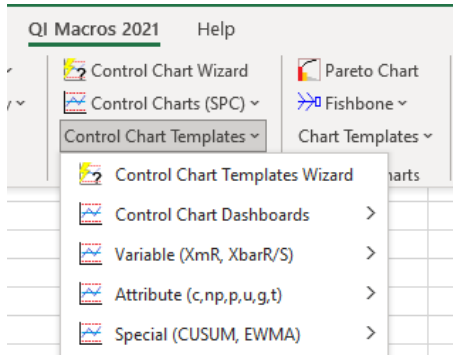 QI Macros 2021 Help
Control Chart Wizard Pareto Chart
Control Charts (SPC) Fishbone
Control Chart Templates Chart Templates
Control Chart Templates Wizard
Control Chart Dashboards
Variable (XmR, XbarR/S)
Attribute (c,np,p,u,g,t)
Special (CUSUM, EWMA)